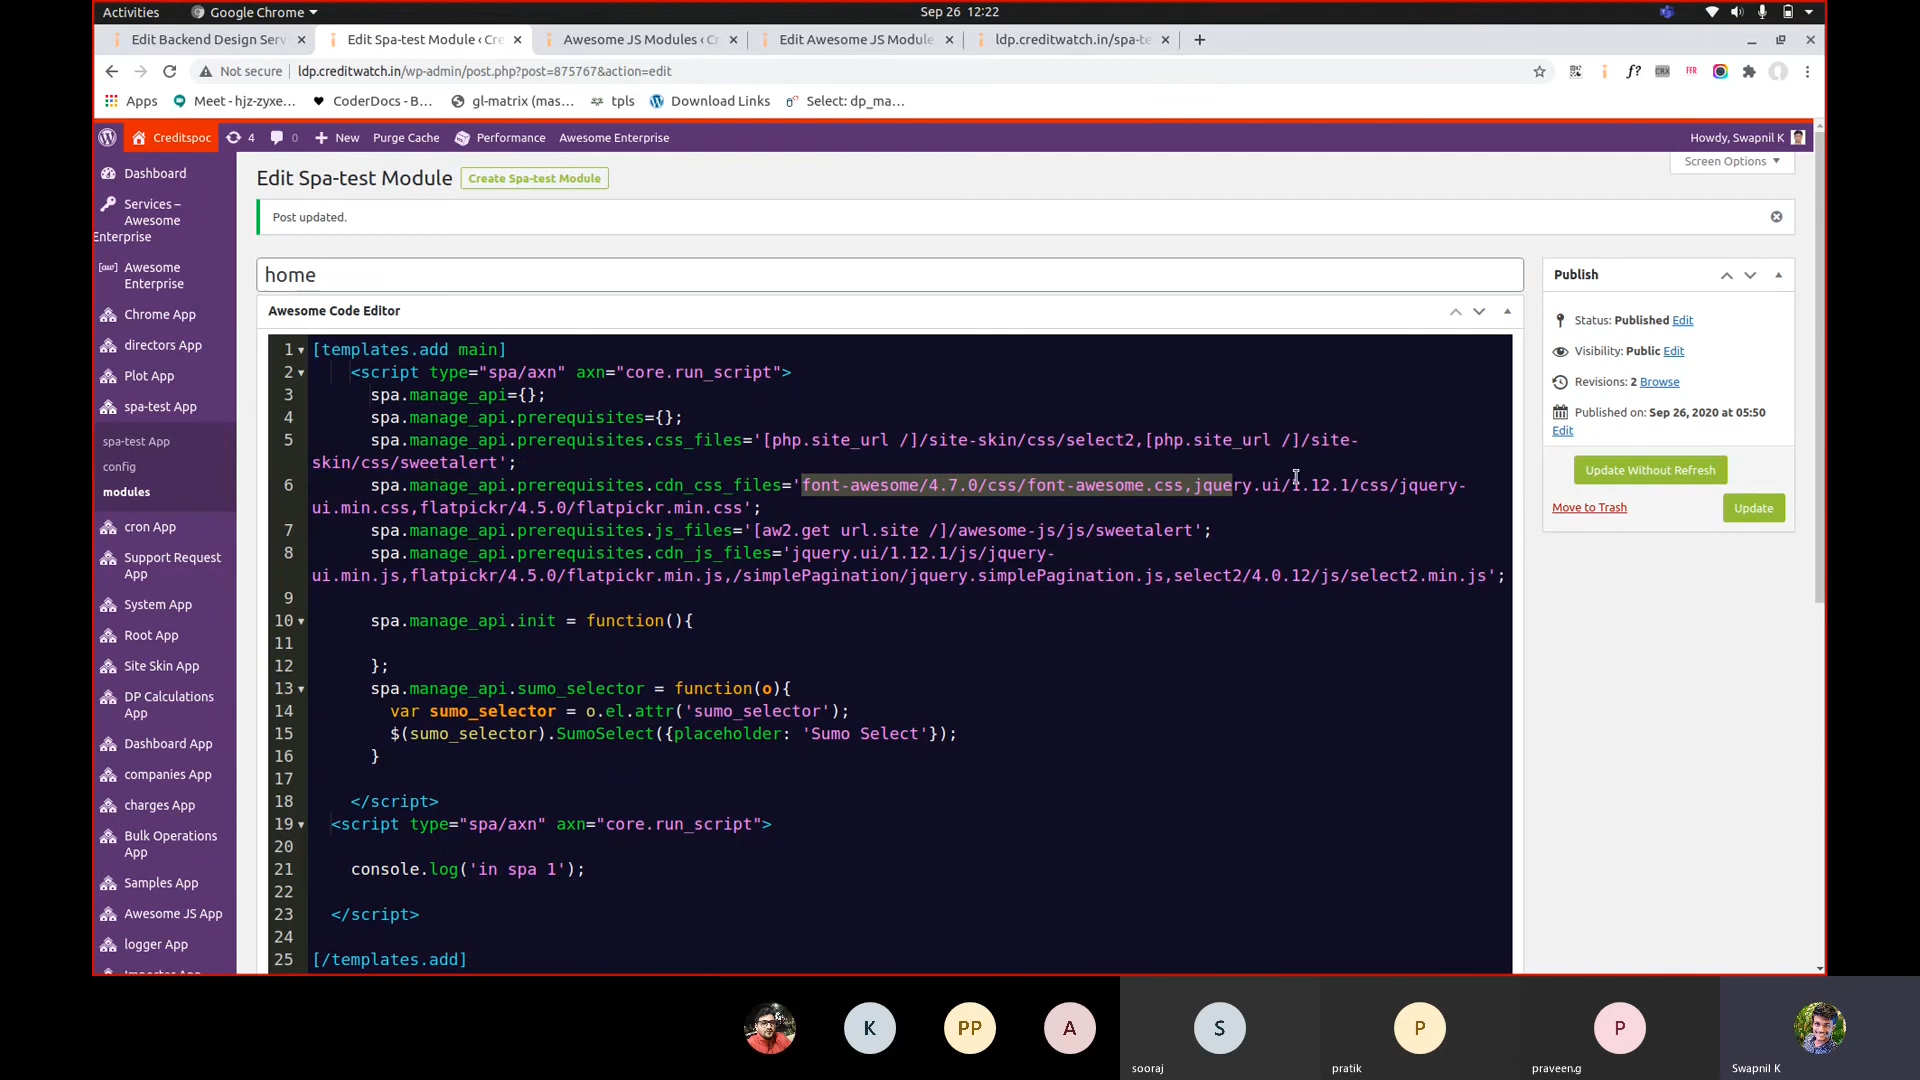 Activities
Google Chrome
Sep 26 12:22
Edit Backend Design Serv
Edit Spa-test Module ‹ Cre
Awesome JS Modules ‹ Cr
Edit Awesome JS Module
ldp.creditwatch.in/spa-te
Not secure
ldp.creditwatch.in/wp-admin/post.php?post=875767&action=edit
Apps
Meet - hjz-zyxe...
CoderDocs - B...
gl-matrix (mas...
tpls
Download Links
Select: dp_ma...
Creditspoc
4
0
New
Purge Cache
Performance
Awesome Enterprise
Howdy, Swapnil K
Screen Options
Dashboard
Services –
Awesome
Enterprise
Awesome
Enterprise
Chrome App
directors App
Plot App
spa-test App
spa-test App
config
modules
cron App
Support Request
App
System App
Root App
Site Skin App
DP Calculations
App
Dashboard App
companies App
charges App
Bulk Operations
App
Samples App
Awesome JS App
logger App
Edit Spa-test Module
Create Spa-test Module
Post updated.
home
Awesome Code Editor
1 [templates.add main]
2 <script type="spa/axn" axn="core.run_script">
3 spa.manage_api={};
4 spa.manage_api.prerequisites={};
5 spa.manage_api.prerequisites.css_files='[php.site_url /]/site-skin/css/select2,[php.site_url /]/site-
skin/css/sweetalert';
6 spa.manage_api.prerequisites.cdn_css_files='font-awesome/4.7.0/css/font-awesome.css,jquery.ui/1.12.1/css/jquery-
ui.min.css,flatpickr/4.5.0/flatpickr.min.css';
7 spa.manage_api.prerequisites.js_files='[aw2.get url.site /]/awesome-js/js/sweetalert';
8 spa.manage_api.prerequisites.cdn_js_files='jquery.ui/1.12.1/js/jquery-
ui.min.js,flatpickr/4.5.0/flatpickr.min.js,/simplePagination/jquery.simplePagination.js,select2/4.0.12/js/select2.min.js';
9
10 spa.manage_api.init = function(){
11
12 };
13 spa.manage_api.sumo_selector = function(o){
14 var sumo_selector = o.el.attr('sumo_selector');
15 $(sumo_selector).SumoSelect({placeholder: 'Sumo Select'});
16 }
17
18 </script>
19 <script type="spa/axn" axn="core.run_script">
20
21 console.log('in spa 1');
22
23 </script>
24
25 [/templates.add]
Publish
Status: Published Edit
Visibility: Public Edit
Revisions: 2 Browse
Published on: Sep 26, 2020 at 05:50
Edit
Update Without Refresh
Move to Trash
Update
K
PP
A
S
P
P
sooraj
pratik
praveen.g
Swapnil K